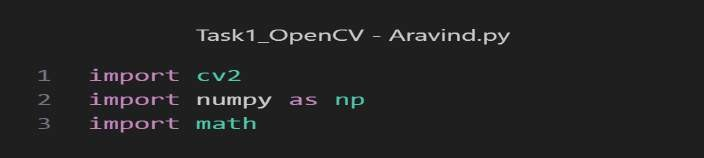 Task1_OpenCV - Aravind.py
1 import cv2
2 import numpy as np
3 import math